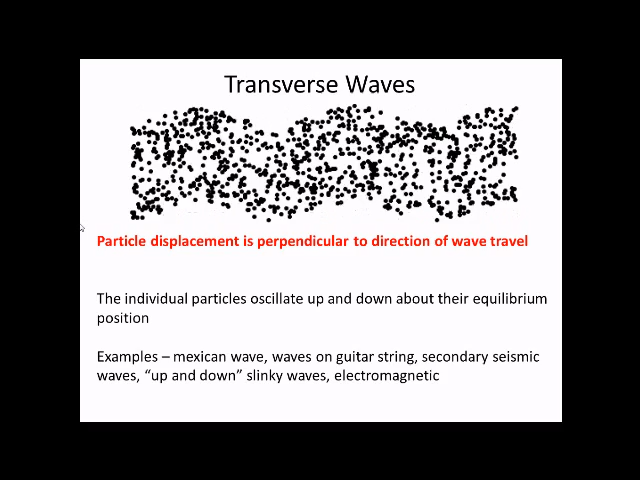 Transverse Waves
Particle displacement is perpendicular to direction of wave travel
The individual particles oscillate up and down about their equilibrium
position
Examples – mexican wave, waves on guitar string, secondary seismic
waves, “up and down” slinky waves, electromagnetic